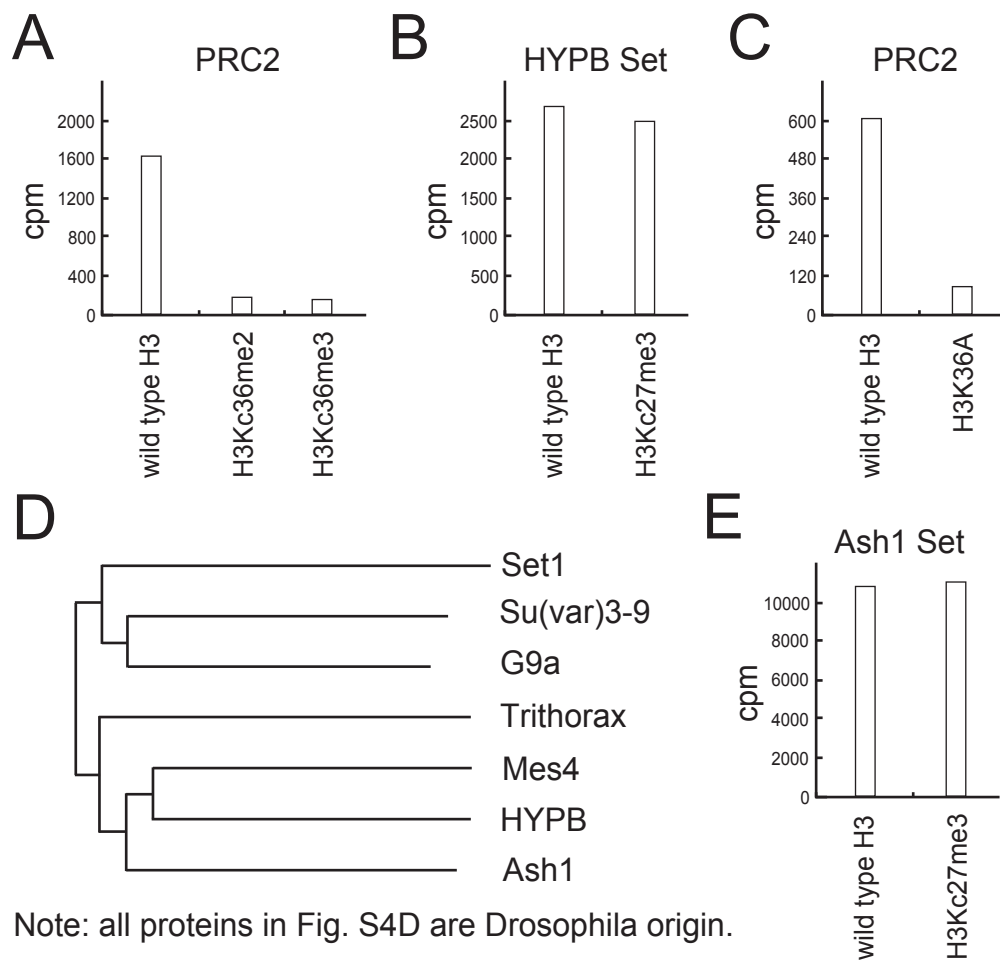 A
PRC2
cpm
2000
1600
1200
800
400
0
wild type H3
H3Kc36me2
H3Kc36me3
B
HYPB Set
cpm
2500
2000
1500
1000
500
0
wild type H3
H3Kc27me3
C
PRC2
cpm
600
480
360
240
120
0
wild type H3
H3K36A
D
Set1
Su(var)3-9
G9a
Trithorax
Mes4
HYPB
Ash1
E
Ash1 Set
cpm
10000
8000
6000
4000
2000
0
wild type H3
H3Kc27me3
Note: all proteins in Fig. S4D are Drosophila origin.